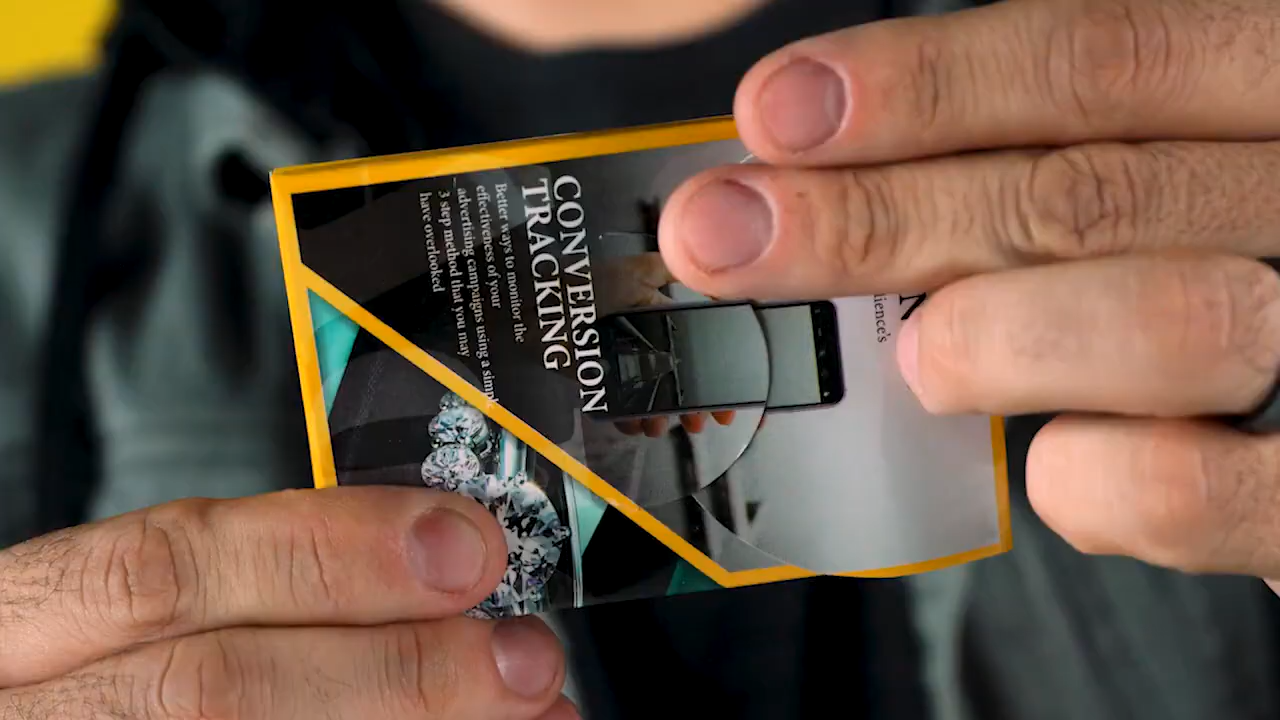 CONVERSION
TRACKING
Better ways to monitor the
effectiveness of your
advertising campaigns using a simple
3 step method that you may
have overlooked
N
ience's